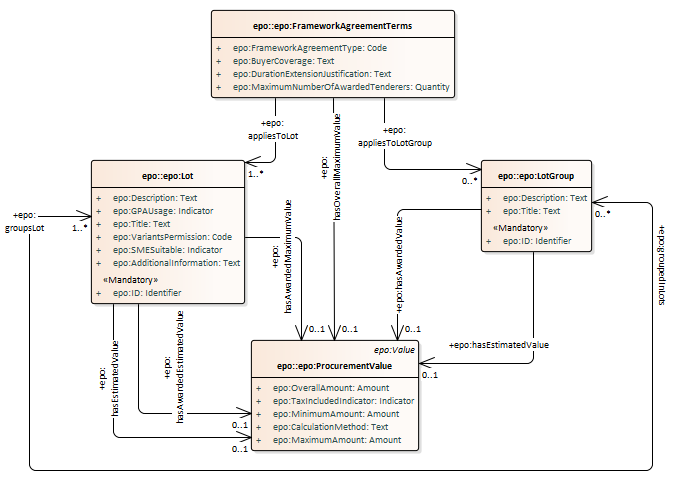 epo::epo:FrameworkAgreementTerms
+ epo:FrameworkAgreementType: Code
+ epo:BuyerCoverage: Text
+ epo:DurationExtensionJustification: Text
+ epo:MaximumNumberOfAwardedTenderers: Quantity
+epo:
appliesToLot
1..*
+epo:
hasOverallMaximumValue
0..1
+epo:
appliesToLotGroup
0..*
epo::epo:Lot
+ epo:Description: Text
+ epo:GPAUsage: Indicator
+ epo:Title: Text
+ epo:VariantsPermission: Code
+ epo:SMESuitable: Indicator
+ epo:AdditionalInformation: Text
«Mandatory»
+ epo:ID: Identifier
epo::epo:LotGroup
+ epo:Description: Text
+ epo:Title: Text
«Mandatory»
+ epo:ID: Identifier
+epo:
groupsLot
1..*
0..*
+epo:groupedInLots
+epo:
hasAwardedMaximumValue
0..1
+epo:hasAwardedValue
0..1
+epo:hasEstimatedValue
0..1
+epo:
hasEstimatedValue
0..1
+epo:
hasAwardedEstimatedValue
0..1
epo:Value
epo::epo:ProcurementValue
+ epo:OverallAmount: Amount
+ epo:TaxIncludedIndicator: Indicator
+ epo:MinimumAmount: Amount
+ epo:CalculationMethod: Text
+ epo:MaximumAmount: Amount